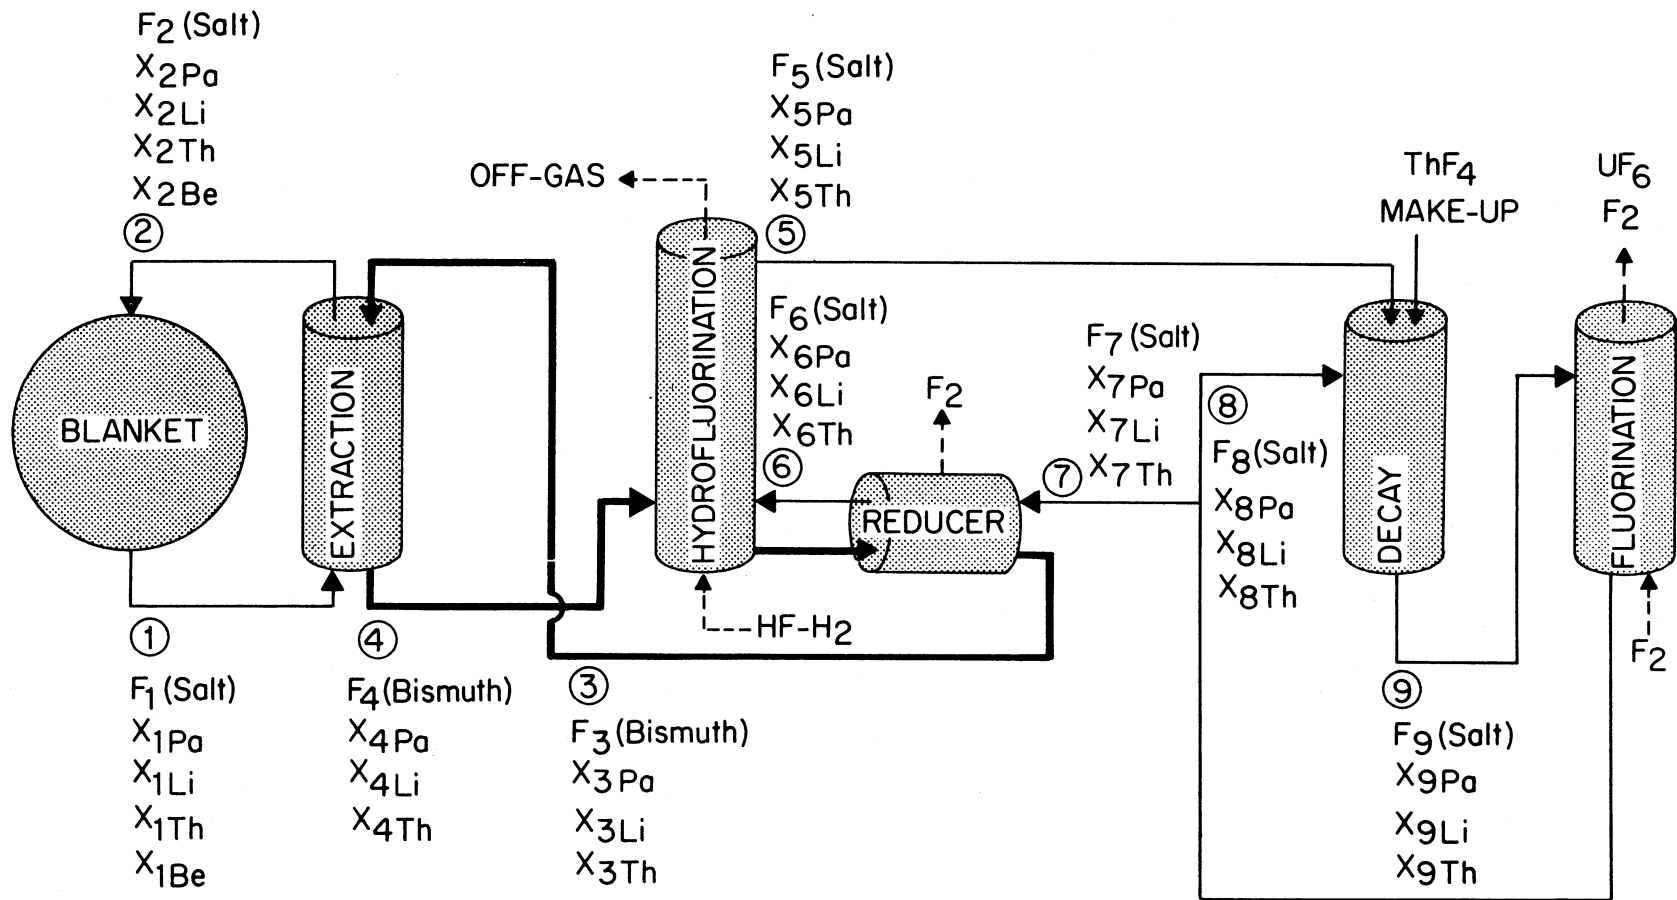 F2 (Salt)
X2Pa
X2Li
X2Th
X2Be
②
OFF-GAS
F5 (Salt)
X5Pa
X5Li
X5Th
⑤
ThF4
MAKE-UP
UF6
F2
BLANKET
EXTRACTION
HYDROFLUORINATION
F6 (Salt)
X6Pa
X6Li
X6Th
⑥
F2
REDUCER
F7 (Salt)
X7Pa
X7Li
X7Th
⑦
⑧
F8 (Salt)
X8Pa
X8Li
X8Th
DECAY
FLUORINATION
HF-H2
F2
①
F1 (Salt)
X1Pa
X1Li
X1Th
X1Be
④
F4 (Bismuth)
X4Pa
X4Li
X4Th
③
F3 (Bismuth)
X3Pa
X3Li
X3Th
⑨
F9 (Salt)
X9Pa
X9Li
X9Th